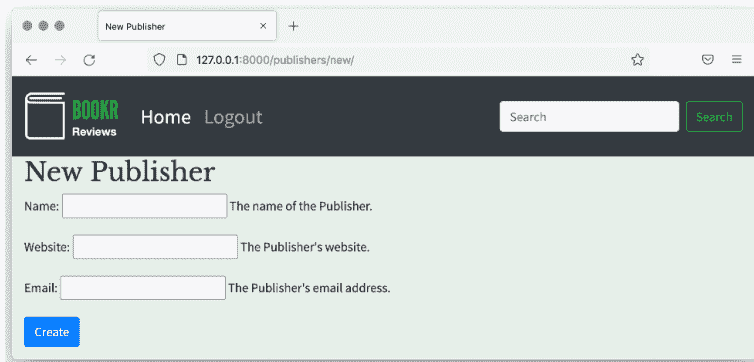 New Publisher
127.0.0.1:8000/publishers/new/
BOOKR
Reviews
Home Logout
Search Search
New Publisher
Name: The name of the Publisher.
Website: The Publisher's website.
Email: The Publisher's email address.
Create